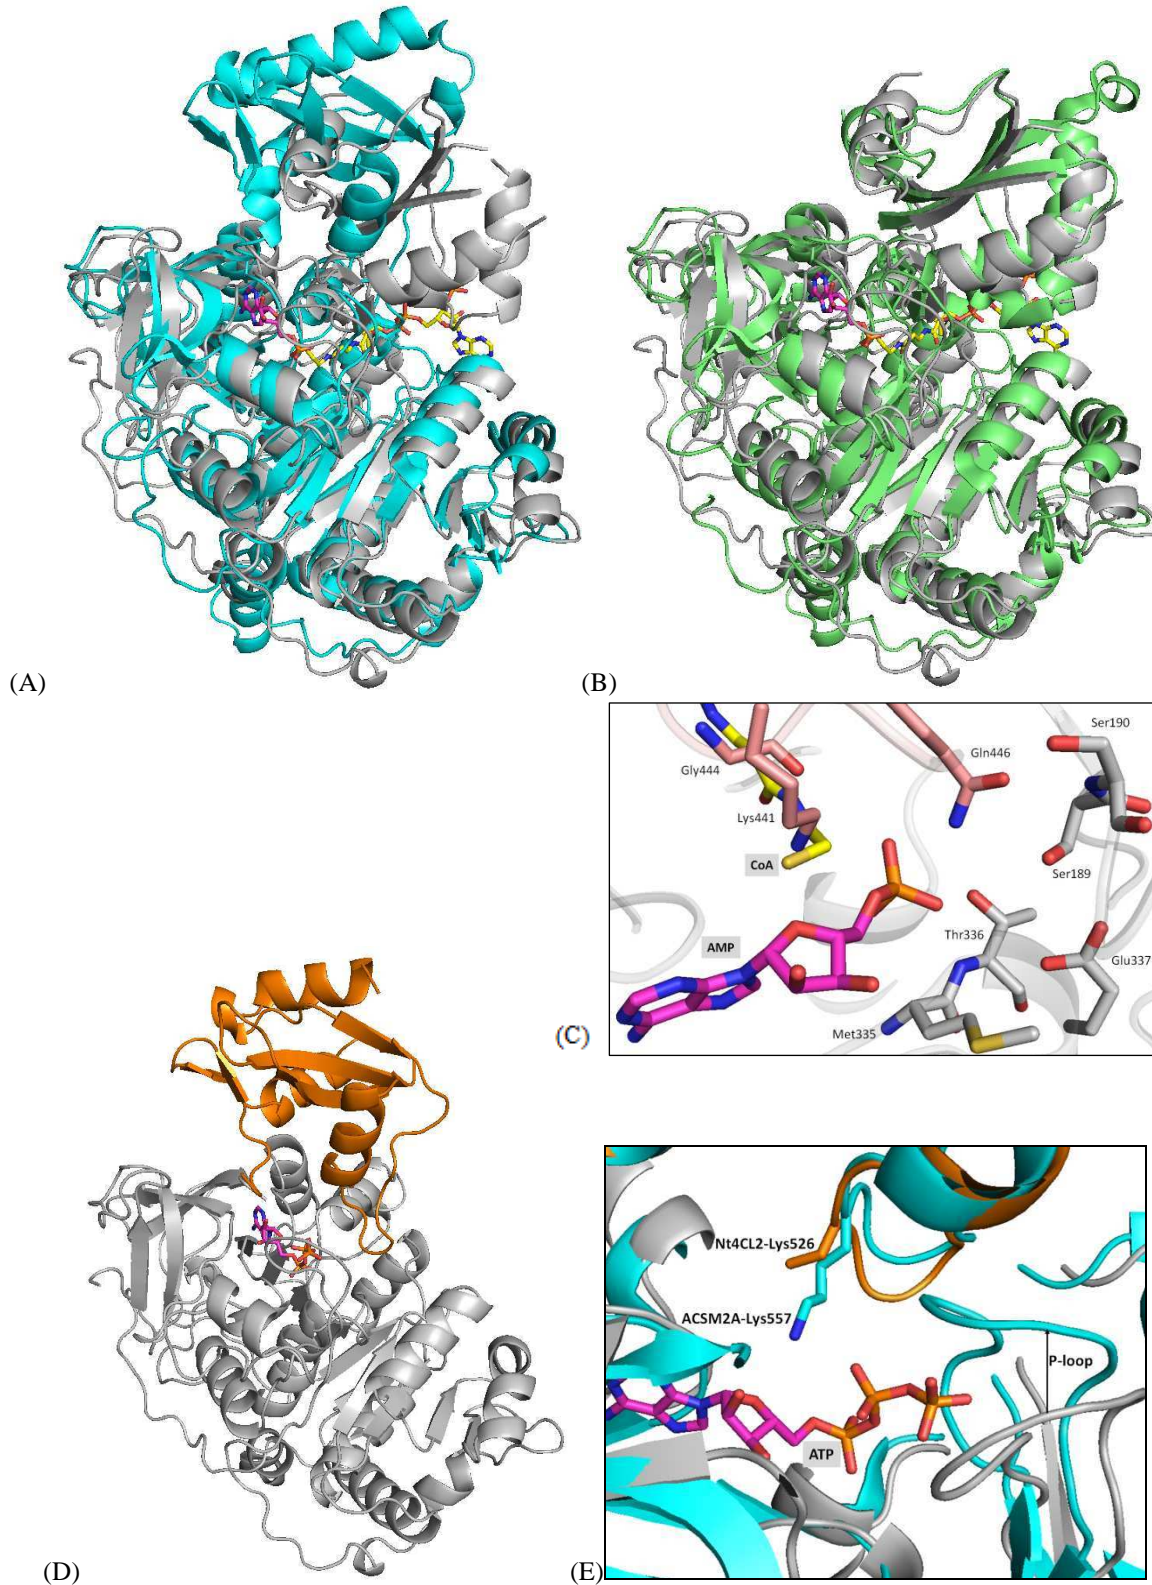 (A)
(B)
Ser190
Gly444
Gln446
Lys441
CoA
Ser189
AMP
Thr336
Glu337
Met335
(C)
Nt4CL2-Lys526
ACSM2A-Lys557
P-loop
ATP
(D)
(E)